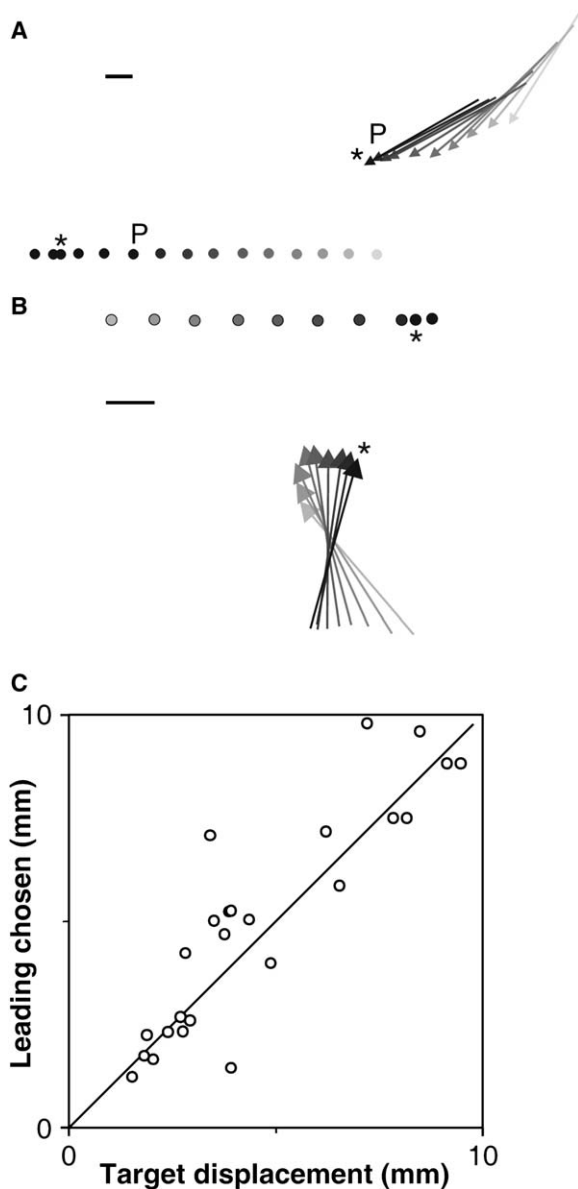 A
P
*
*
P
B
*
*
C
10
Leading chosen (mm)
0
0
10
Target displacement (mm)